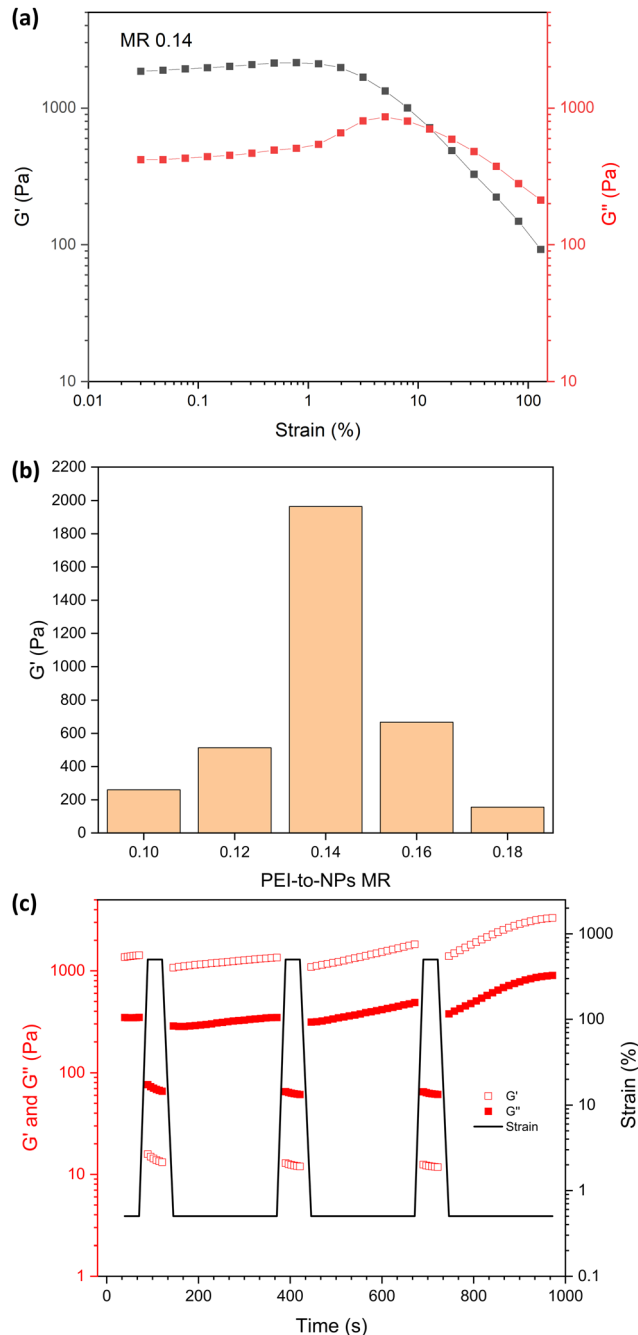 (a)
MR 0.14
1000
100
10
G' (Pa)
1000
100
10
G" (Pa)
0.01 0.1 1 10 100
Strain (%)
(b)
2200
2000
1800
1600
1400
1200
1000
800
600
400
200
0
G' (Pa)
0.10 0.12 0.14 0.16 0.18
PEI-to-NPs MR
(c)
1000
100
10
1
G' and G" (Pa)
1000
100
10
1
0.1
Strain (%)
G'
G"
Strain
0 200 400 600 800 1000
Time (s)